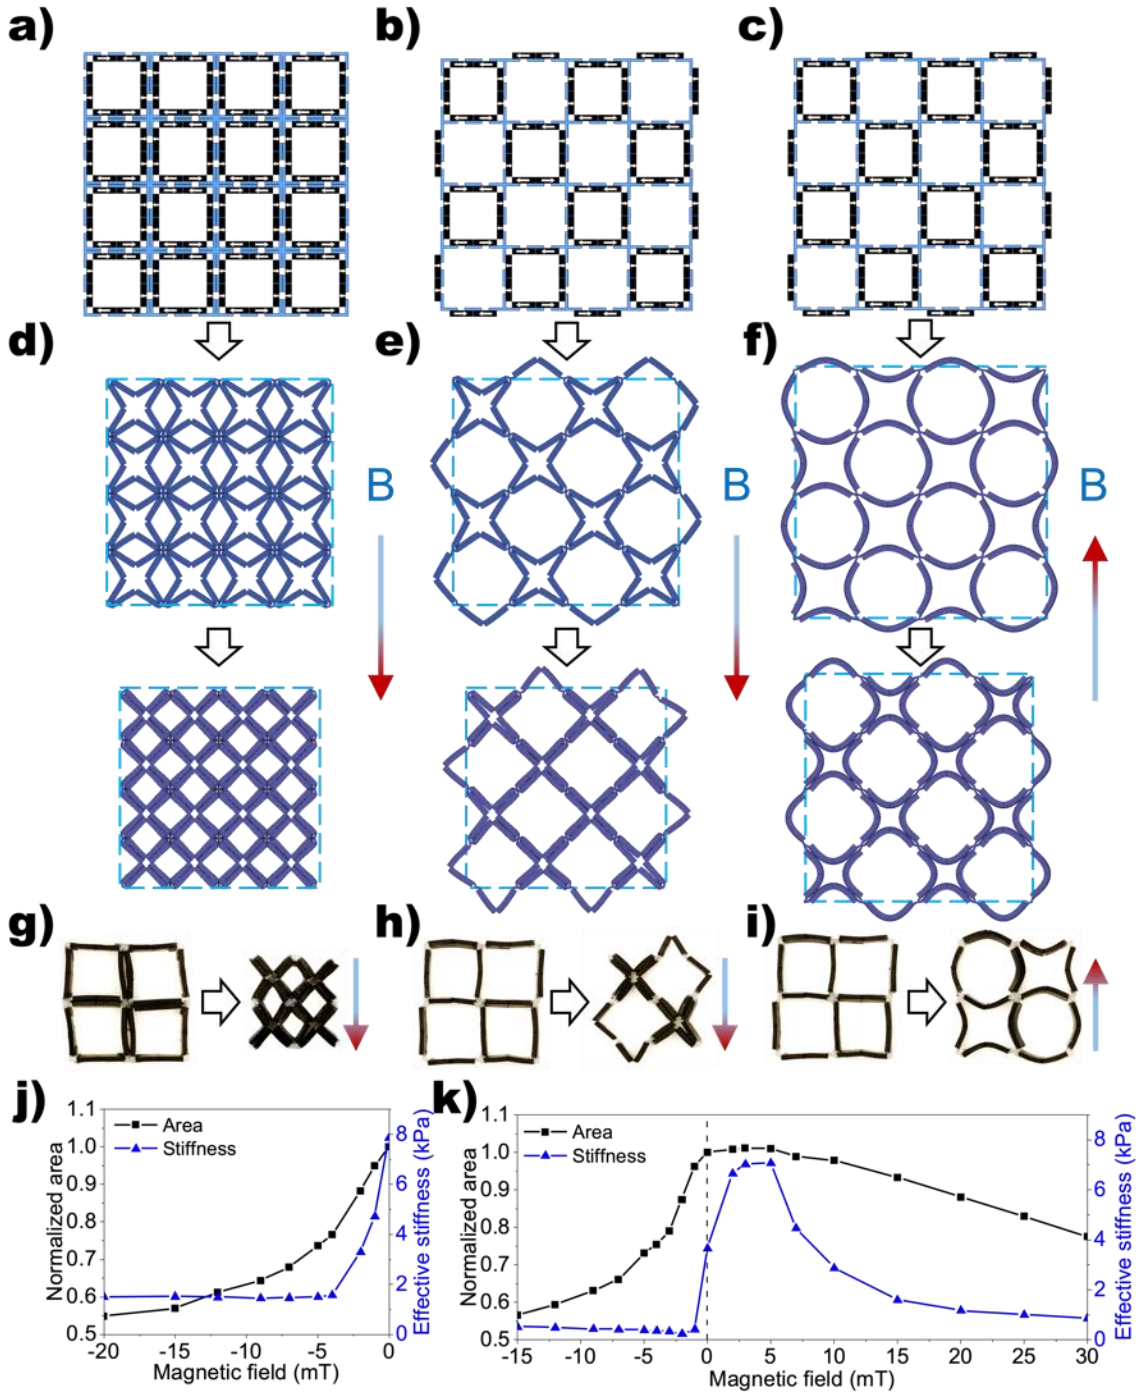 a)
b)
c)
d)
e)
f)
B
B
B
g)
h)
i)
j)
1.1
1.0
0.9
0.8
0.7
0.6
0.5
Normalized area
Area
Stiffness
8
6
4
2
0
Effective stiffness (kPa)
-20 -15 -10 -5 0
Magnetic field (mT)
k)
1.1
1.0
0.9
0.8
0.7
0.6
0.5
Normalized area
Area
Stiffness
8
6
4
2
0
Effective stiffness (kPa)
-15 -10 -5 0 5 10 15 20 25 30
Magnetic field (mT)